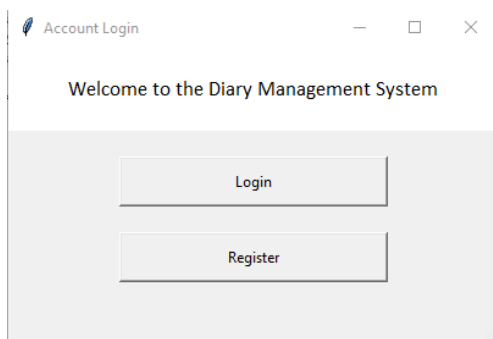 Account Login
Welcome to the Diary Management System
Login
Register